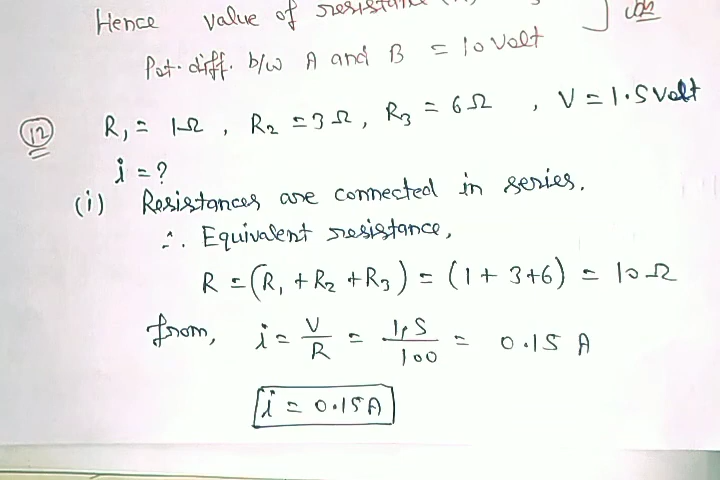 Hence value of resistance
Pot. diff. b/w A and B = 10 Volt
(12) R₁ = 1Ω , R₂ = 3Ω, R₃ = 6Ω , V = 1.5 Volt
i = ?
(i) Resistances are connected in series.
∴ Equivalent resistance,
R = (R₁ + R₂ + R₃) = (1 + 3+6) = 10Ω
from, i = V/R = 1.5/100 = 0.15 A
i = 0.15A